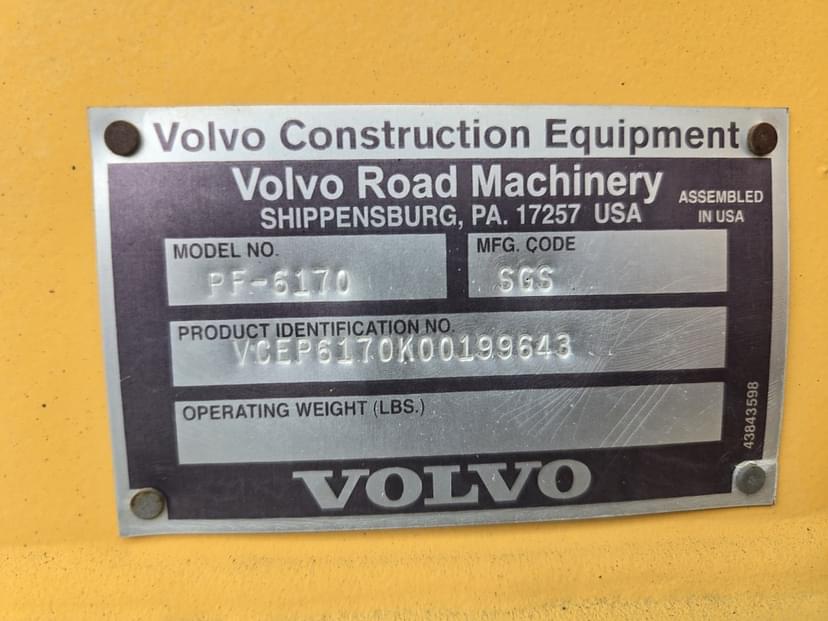 Volvo Construction Equipment
Volvo Road Machinery
SHIPPENSBURG, PA. 17257 USA
ASSEMBLED
IN USA
MODEL NO.
PF-6170
MFG. CODE
SGS
PRODUCT IDENTIFICATION NO.
VCEP6170K00199643
OPERATING WEIGHT (LBS.)
43843598
VOLVO